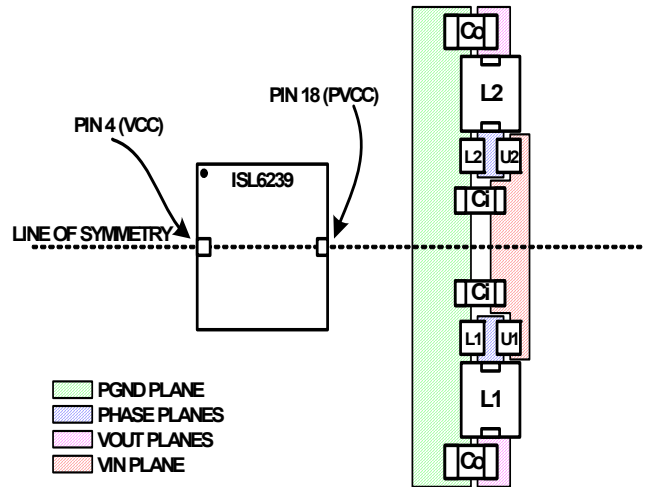 Co
L2
PIN 18 (PVCC)
PIN 4 (VCC)
L2
U2
ISL6239
Ci
LINE OF SYMMETRY
Ci
L1
U1
PGND PLANE
L1
PHASE PLANES
VOUT PLANES
VIN PLANE
Co